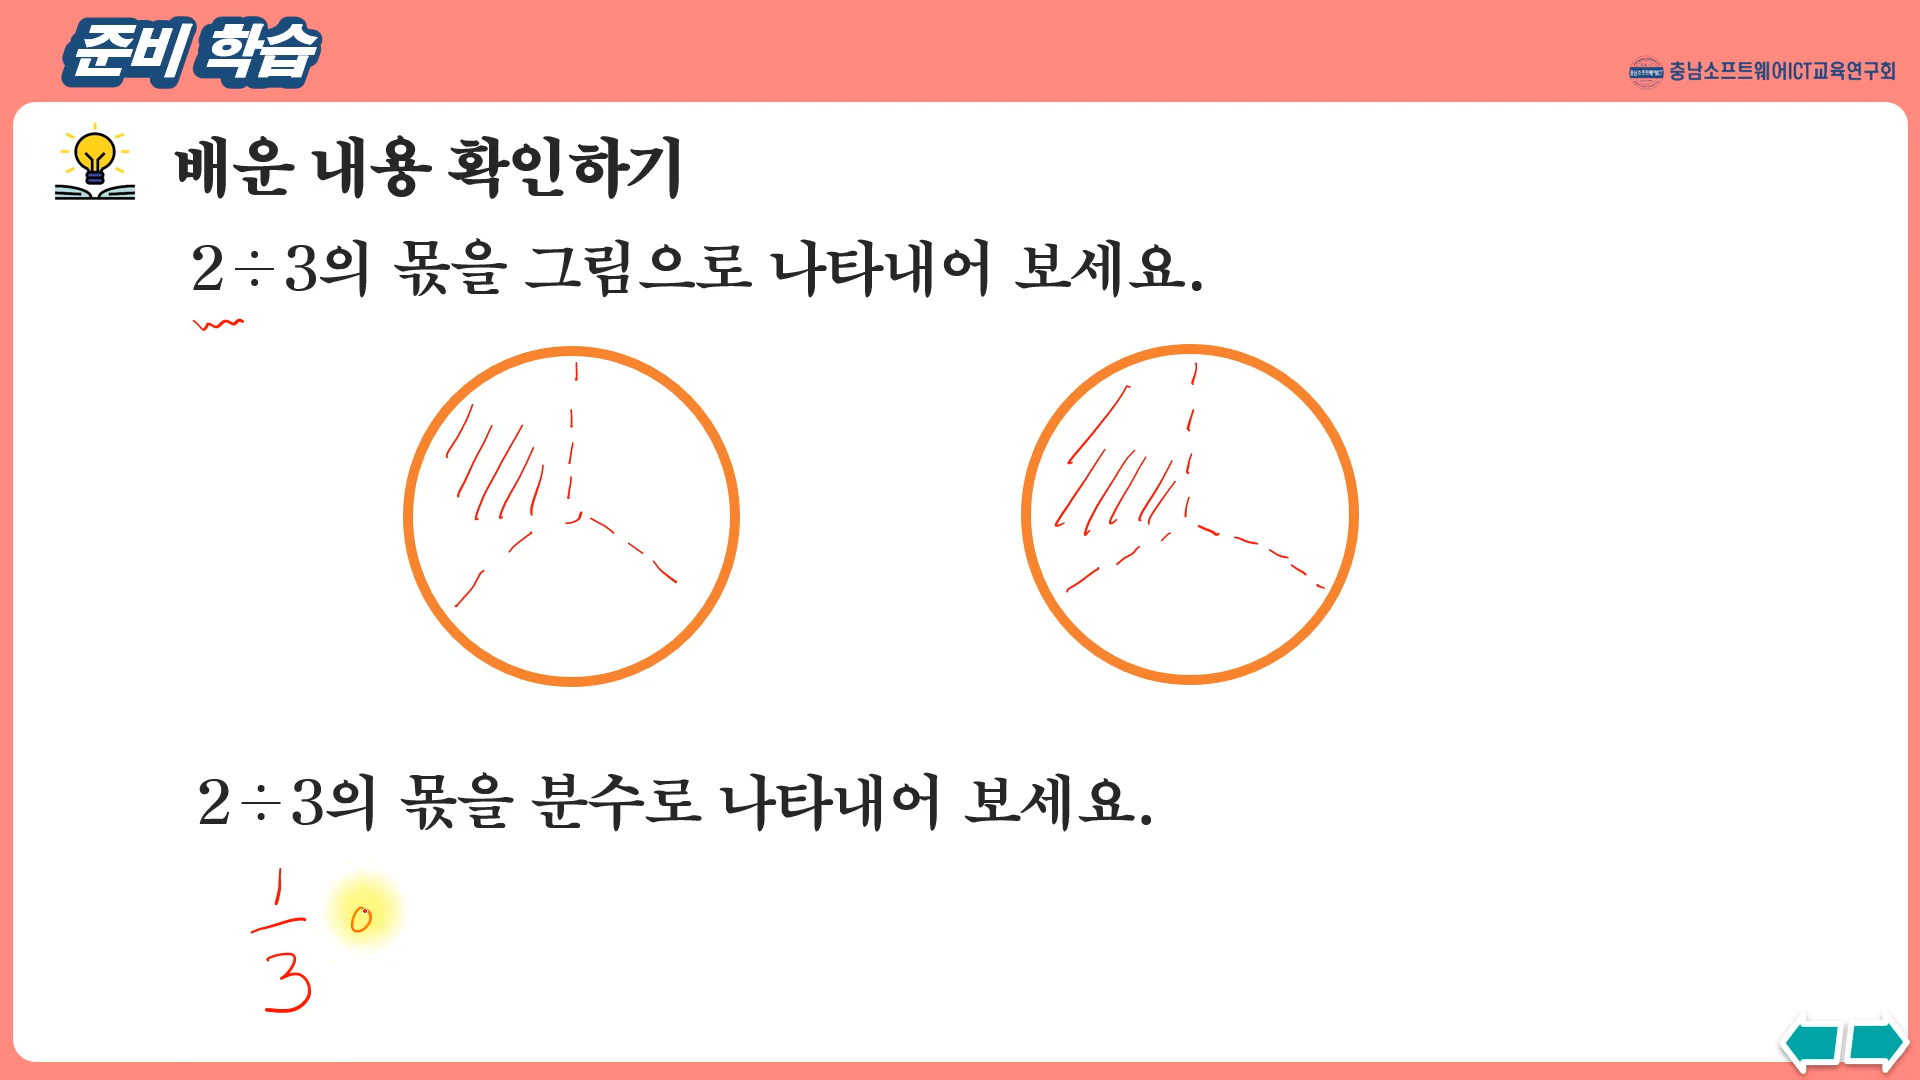 준비 학습
충남소프트웨어ICT교육연구회
배운 내용 확인하기
2÷3의 몫을 그림으로 나타내어 보세요.
2÷3의 몫을 분수로 나타내어 보세요.
1
3